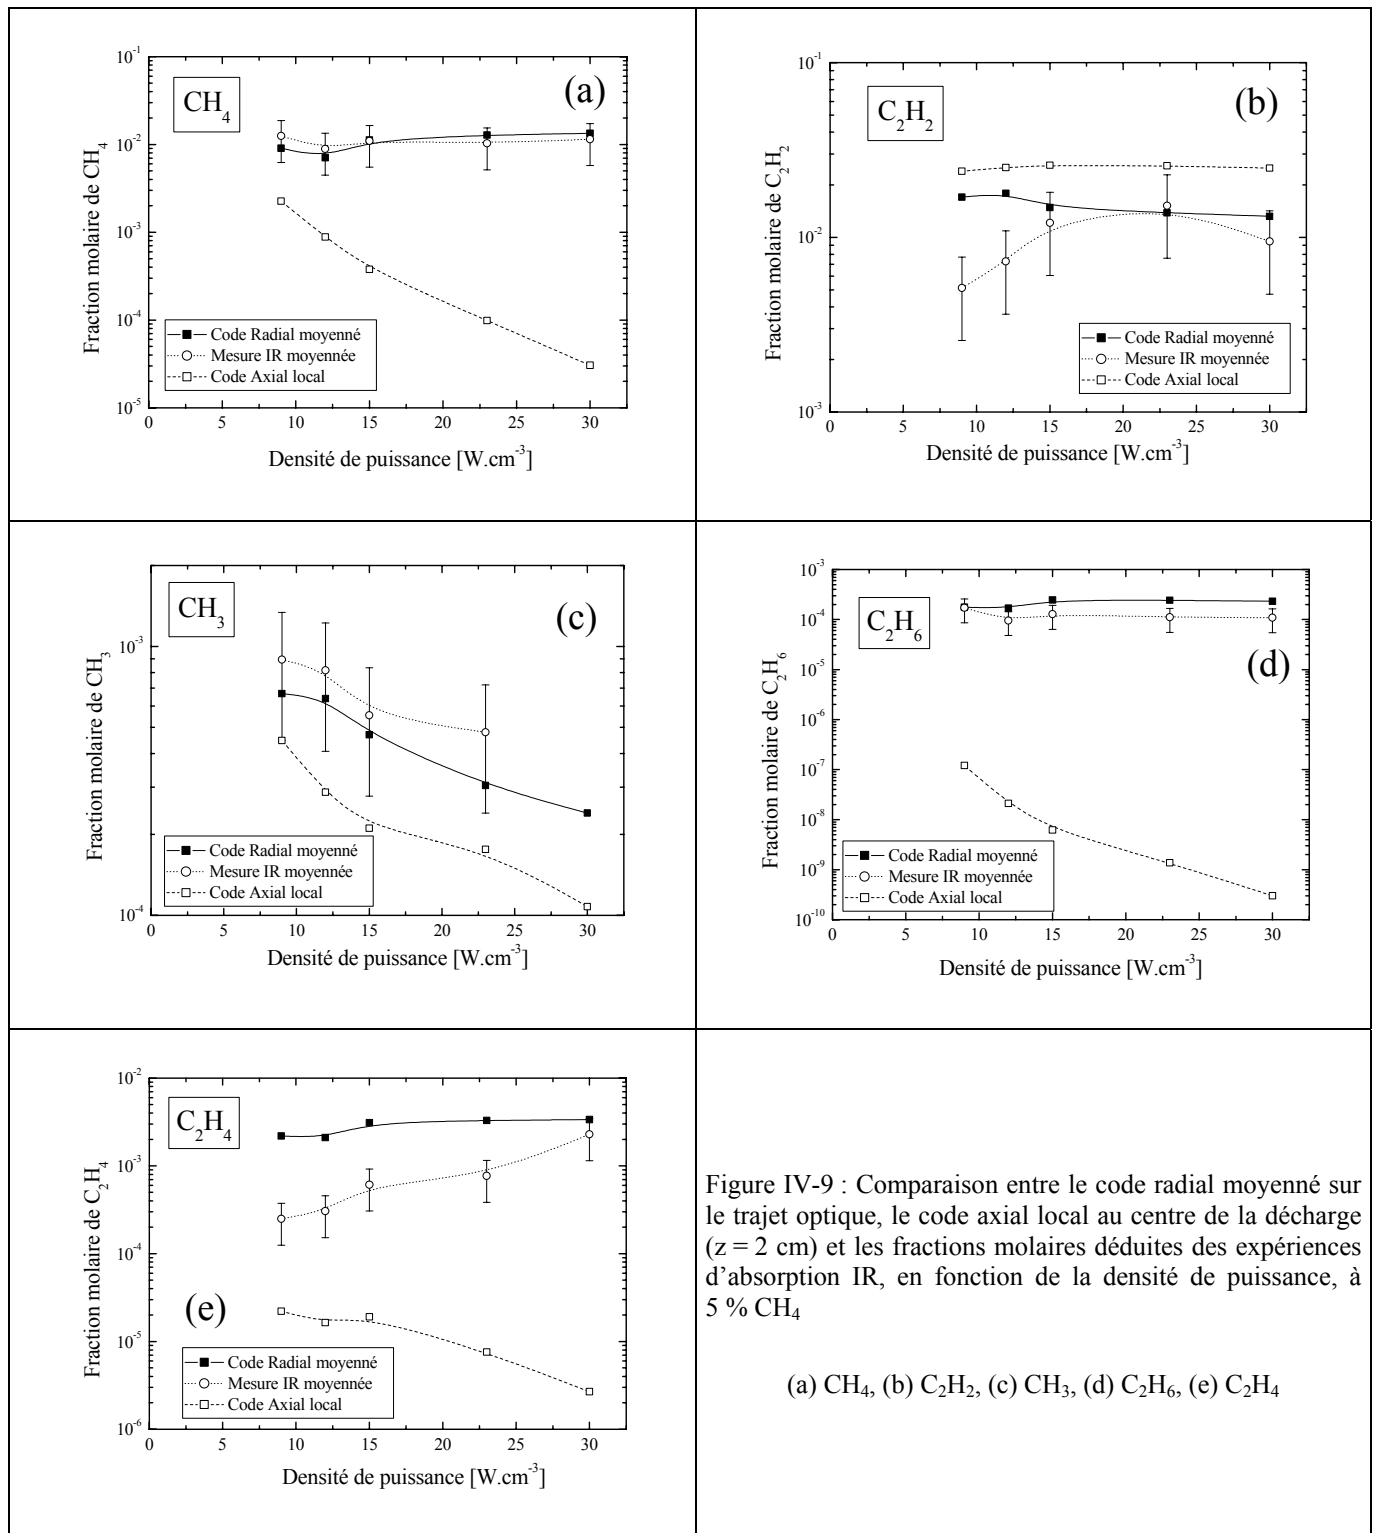 CH4
(a)
Fraction molaire de CH4
10-1
10-2
10-3
10-4
10-5
Code Radial moyenné
Mesure IR moyennée
Code Axial local
0 5 10 15 20 25 30
Densité de puissance [W.cm-3]
C2H2
(b)
Fraction molaire de C2H2
10-1
10-2
10-3
Code Radial moyenné
Mesure IR moyennée
Code Axial local
0 5 10 15 20 25 30
Densité de puissance [W.cm-3]
CH3
(c)
Fraction molaire de CH3
10-3
10-4
Code Radial moyenné
Mesure IR moyennée
Code Axial local
0 5 10 15 20 25 30
Densité de puissance [W.cm-3]
C2H6
(d)
Fraction molaire de C2H6
10-3
10-4
10-5
10-6
10-7
10-8
10-9
10-10
Code Radial moyenné
Mesure IR moyennée
Code Axial local
0 5 10 15 20 25 30
Densité de puissance [W.cm-3]
C2H4
(e)
Fraction molaire de C2H4
10-2
10-3
10-4
10-5
10-6
Code Radial moyenné
Mesure IR moyennée
Code Axial local
0 5 10 15 20 25 30
Densité de puissance [W.cm-3]
Figure IV-9 : Comparaison entre le code radial moyenné sur
le trajet optique, le code axial local au centre de la décharge
(z = 2 cm) et les fractions molaires déduites des expériences
d’absorption IR, en fonction de la densité de puissance, à
5 % CH4
(a) CH4, (b) C2H2, (c) CH3, (d) C2H6, (e) C2H4